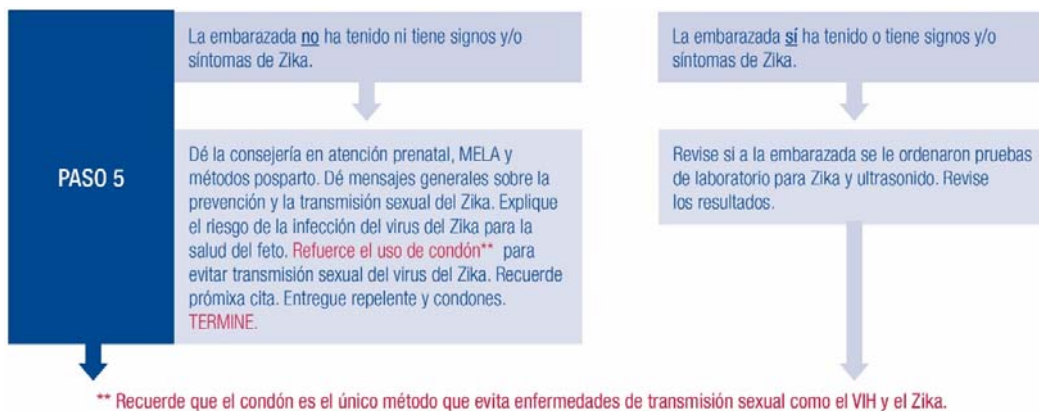 PASO 5
La embarazada no ha tenido ni tiene signos y/o
síntomas de Zika.
Dé la consejería en atención prenatal, MELA y
métodos posparto. Dé mensajes generales sobre la
prevención y la transmisión sexual del Zika. Explique
el riesgo de la infección del virus del Zika para la
salud del feto. Refuerce el uso de condón** para
evitar transmisión sexual del virus del Zika. Recuerde
prómixa cita. Entregue repelente y condones.
TERMINE.
La embarazada sí ha tenido o tiene signos y/o
síntomas de Zika.
Revise si a la embarazada se le ordenaron pruebas
de laboratorio para Zika y ultrasonido. Revise
los resultados.
** Recuerde que el condón es el único método que evita enfermedades de transmisión sexual como el VIH y el Zika.